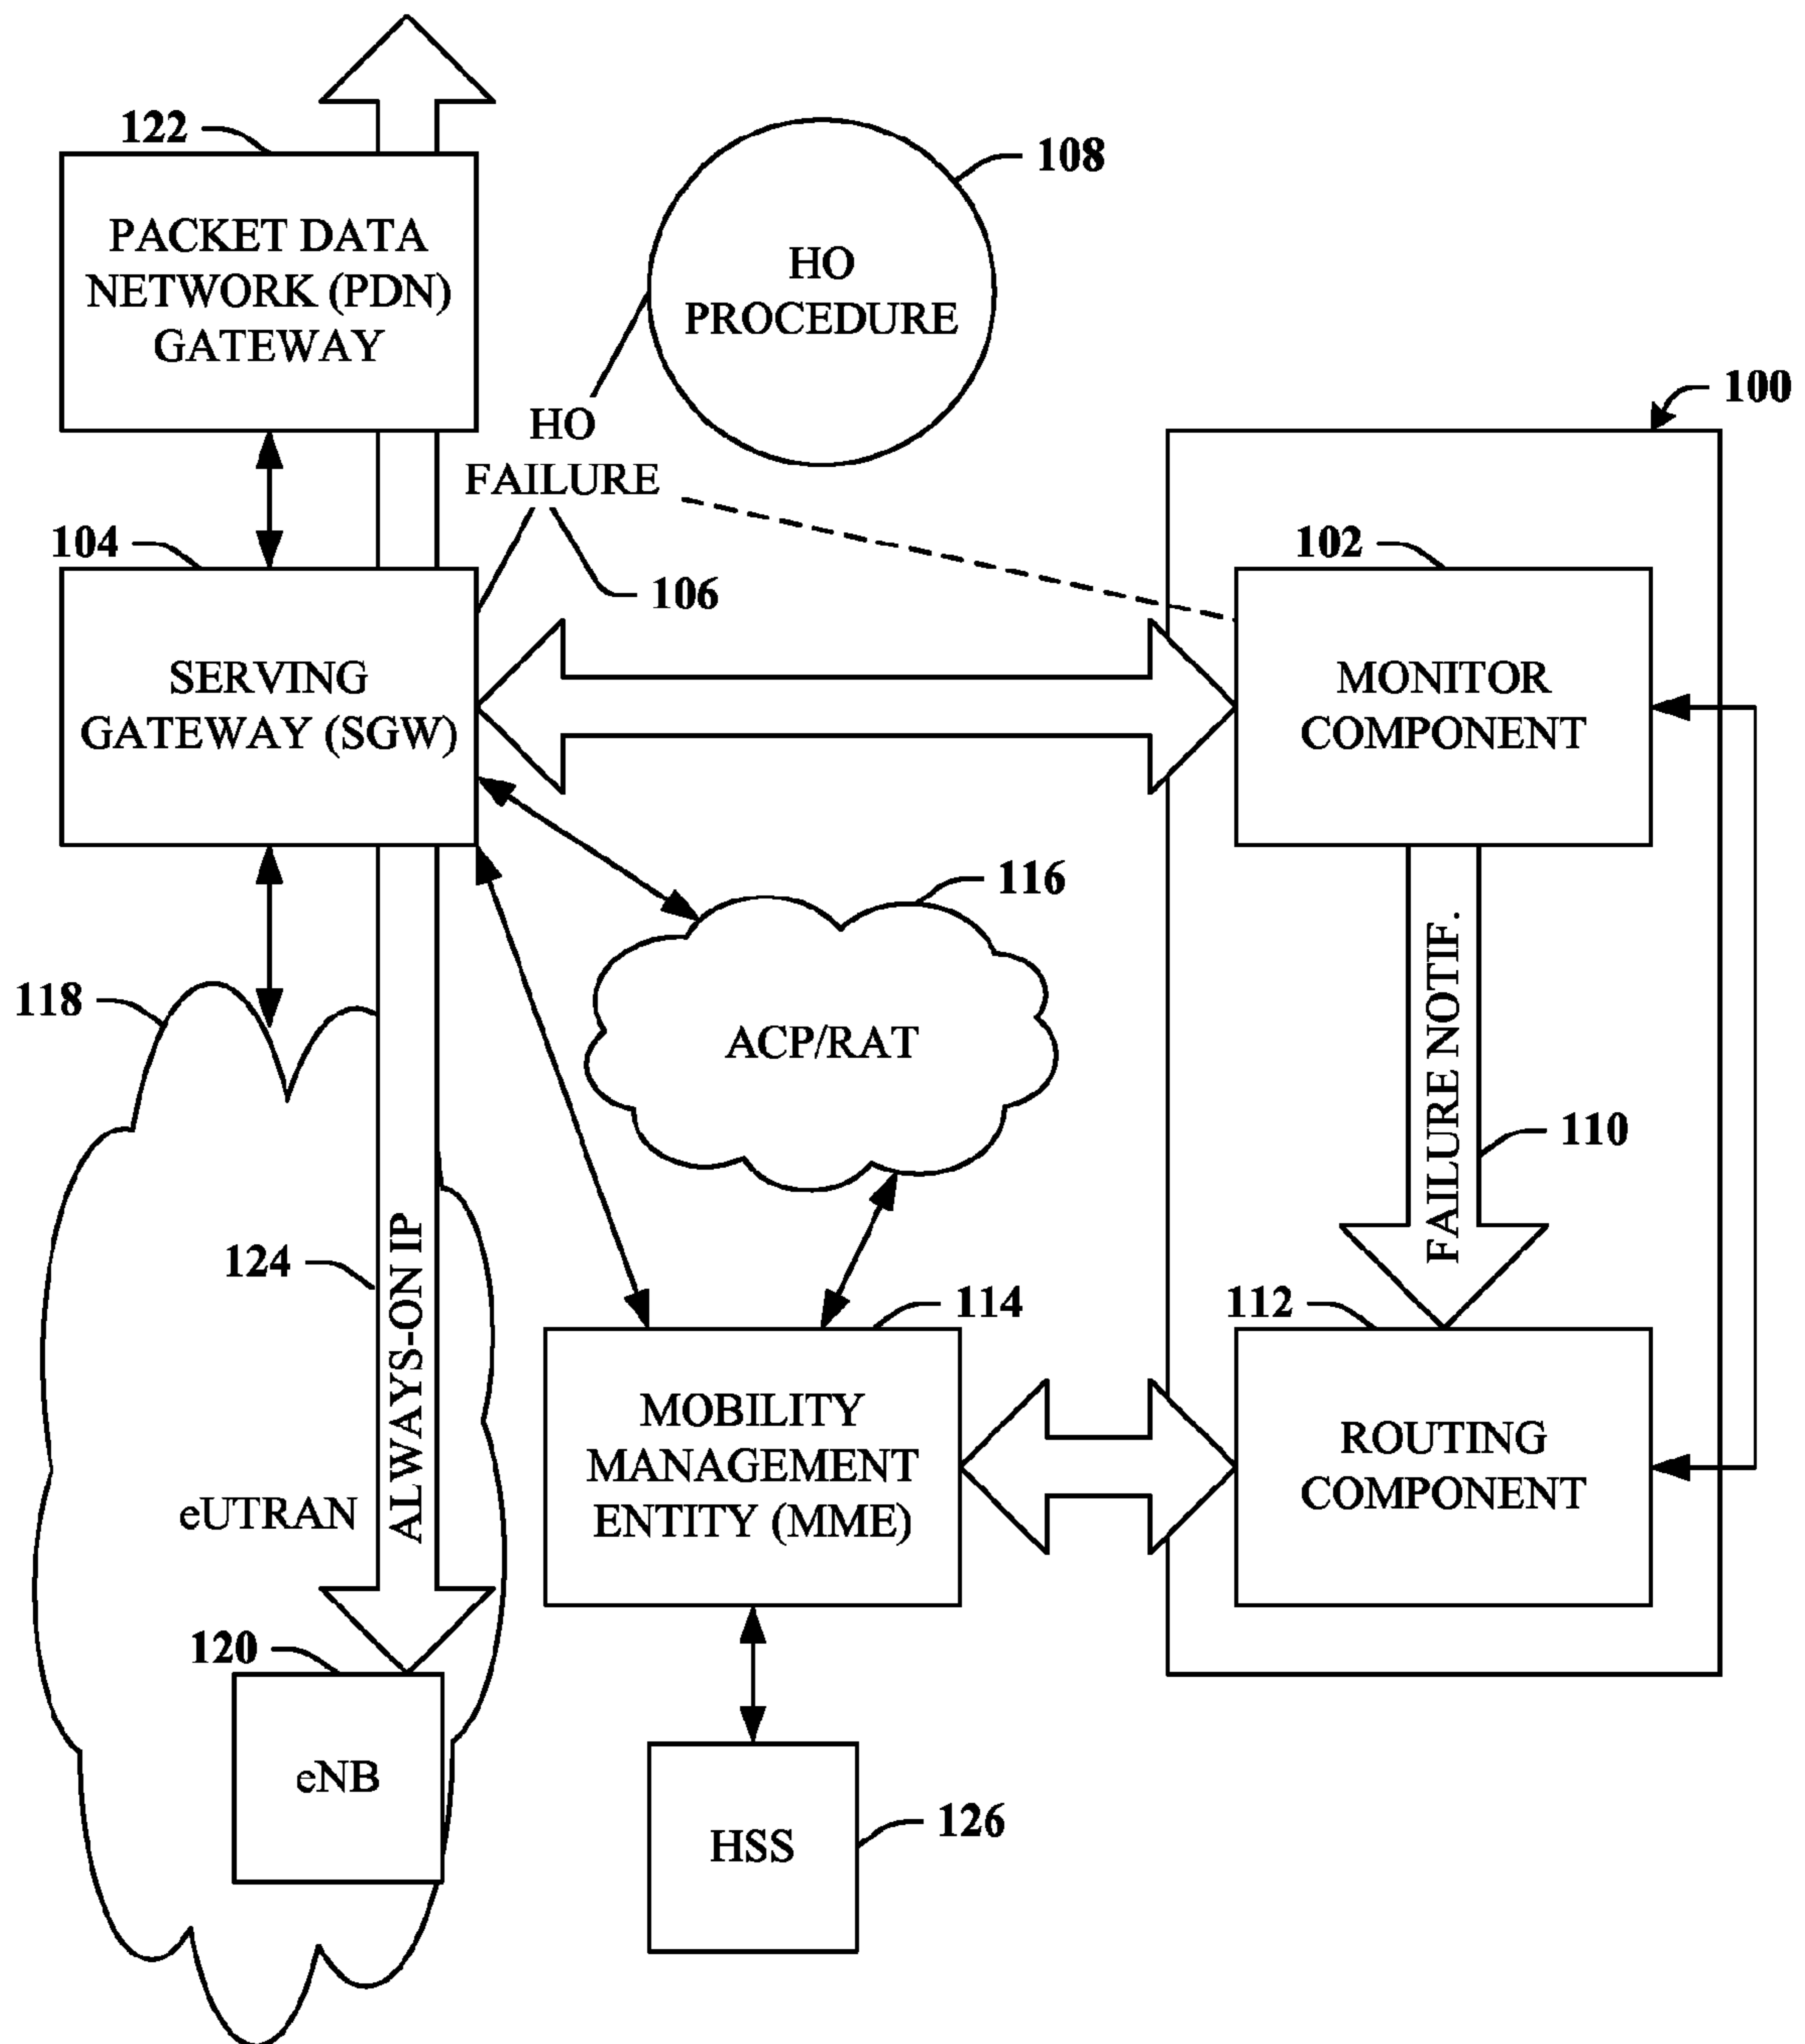 122
PACKET DATA
NETWORK (PDN)
GATEWAY
108
HO
PROCEDURE
HO
FAILURE
100
104
106
102
SERVING
GATEWAY (SGW)
MONITOR
COMPONENT
116
118
ACP/RAT
FAILURE NOTIF.
110
124
ALWAYS-ON IP
114
112
MOBILITY
MANAGEMENT
ENTITY (MME)
ROUTING
COMPONENT
eUTRAN
120
eNB
HSS
126